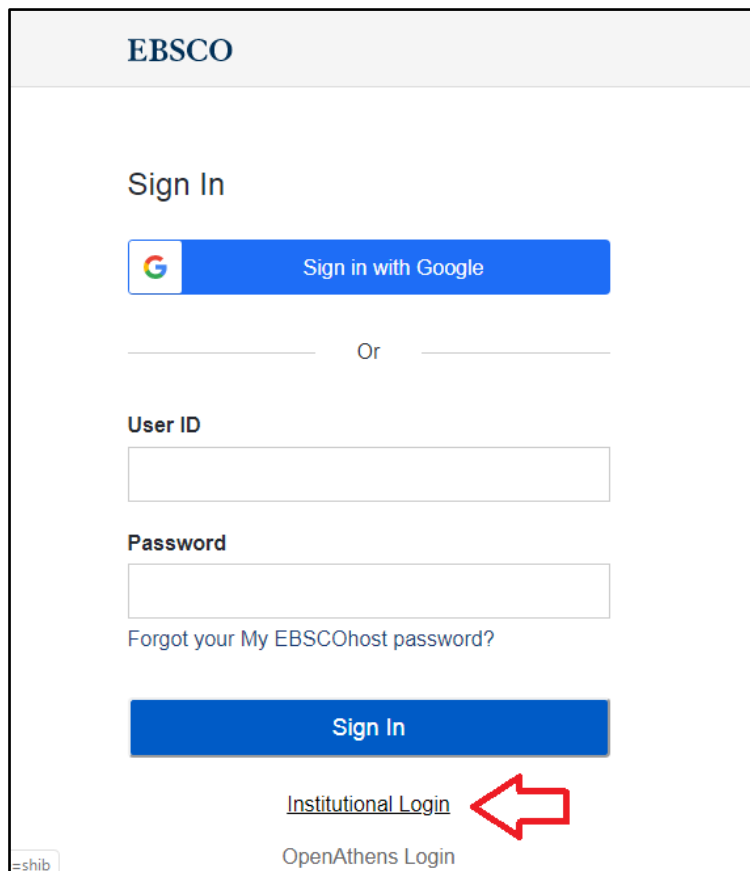 EBSCO
Sign In
G Sign in with Google
Or
User ID
Password
Forgot your My EBSCOhost password?
Sign In
Institutional Login
OpenAthens Login
=shib